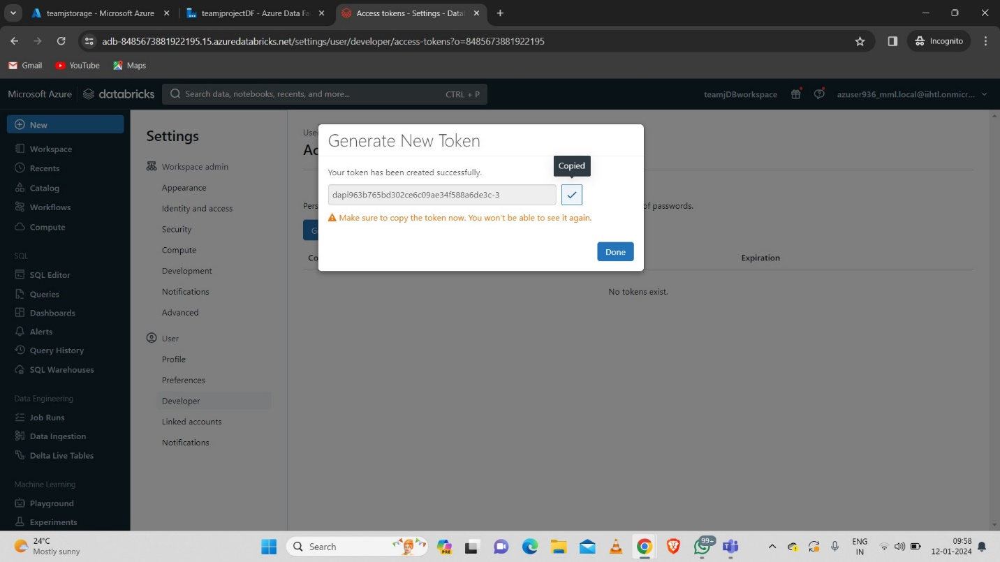 teamjstorage - Microsoft Azure
teamjprojectDF - Azure Data Fa
Access tokens - Settings - Datab
adb-8485673881922195.15.azuredatabricks.net/settings/user/developer/access-tokens?o=8485673881922195
Incognito
Gmail
YouTube
Maps
Microsoft Azure
databricks
Search data, notebooks, recents, and more...
CTRL + P
teamjDBworkspace
azuser936_mml.local@iihtl.onmicr...
New
Workspace
Recents
Catalog
Workflows
Compute
SQL
SQL Editor
Queries
Dashboards
Alerts
Query History
SQL Warehouses
Data Engineering
Job Runs
Data Ingestion
Delta Live Tables
Machine Learning
Playground
Experiments
Settings
Workspace admin
Appearance
Identity and access
Security
Compute
Development
Notifications
Advanced
User
Profile
Preferences
Developer
Linked accounts
Notifications
User
Ac
Pers
of passwords.
G
Co
Expiration
No tokens exist.
Generate New Token
Copied
Your token has been created successfully.
dapi963b765bd302ce6c09ae34f588a6de3c-3
Make sure to copy the token now. You won't be able to see it again.
Done
24°C
Mostly sunny
Search
PRE
99+
ENG
IN
09:58
12-01-2024